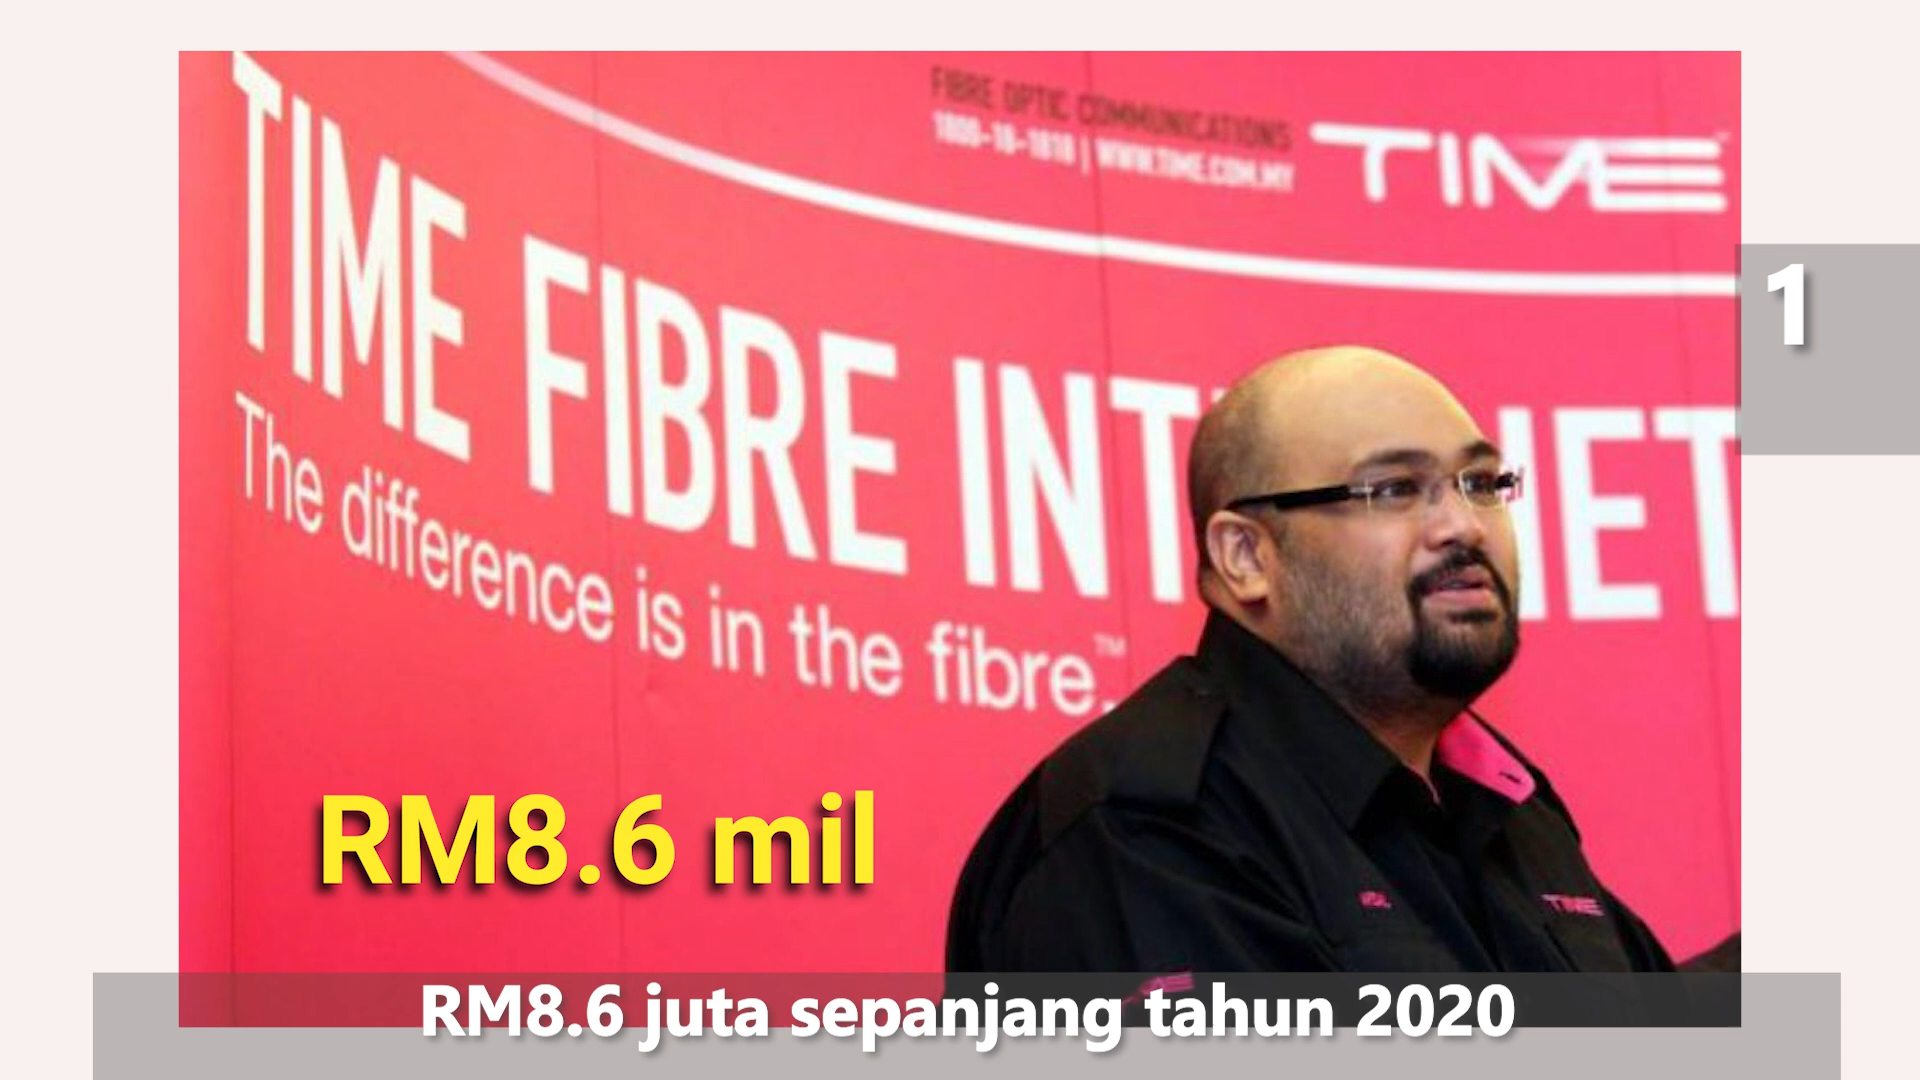 FIBRE OPTIC COMMUNICATIONS
1800-18-1818 | WWW.TIME.COM.MY
TIME
TIME FIBRE INT NET
The difference is in the fibre.™
1
RM8.6 mil
TIME
RM8.6 juta sepanjang tahun 2020